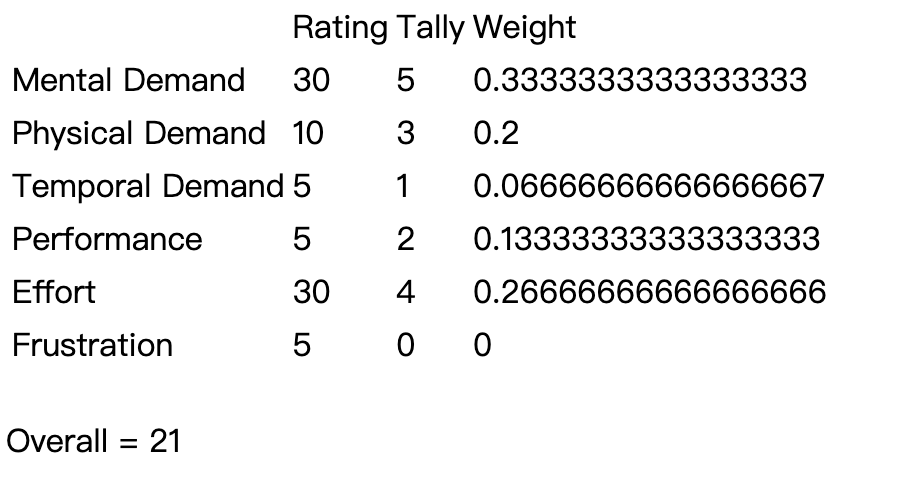 Rating Tally Weight
Mental Demand 30 5 0.3333333333333333
Physical Demand 10 3 0.2
Temporal Demand 5 1 0.06666666666666667
Performance 5 2 0.13333333333333333
Effort 30 4 0.26666666666666666
Frustration 5 0 0
Overall = 21